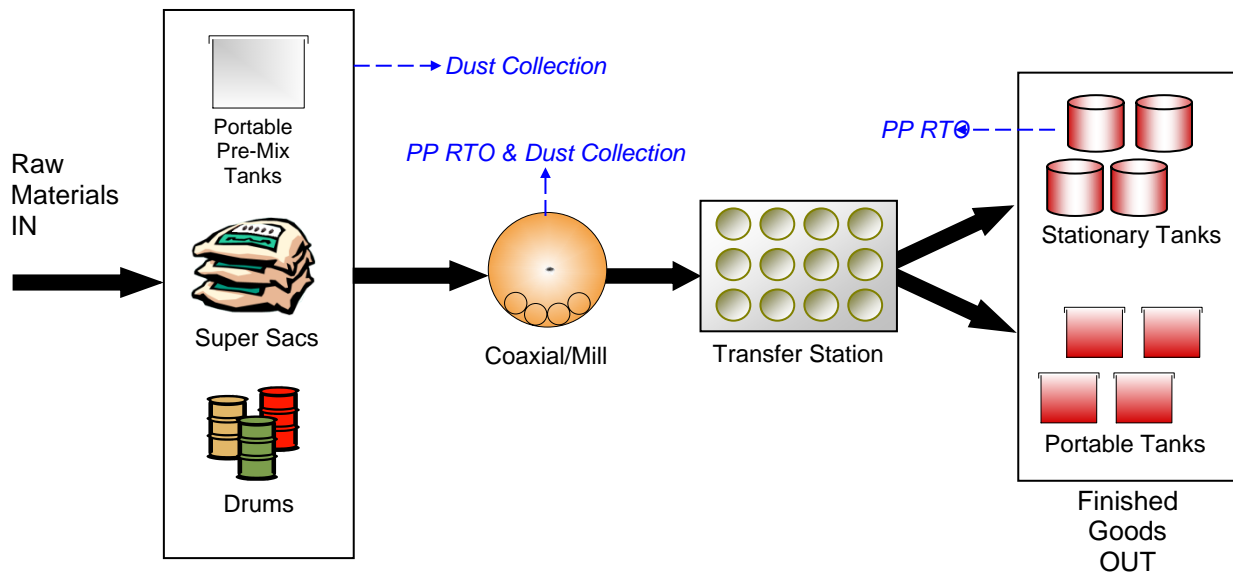 Raw
Materials
IN
Portable
Pre-Mix
Tanks
Super Sacs
Drums
Dust Collection
PP RTO & Dust Collection
Coaxial/Mill
Transfer Station
PP RTO
Stationary Tanks
Portable Tanks
Finished
Goods
OUT